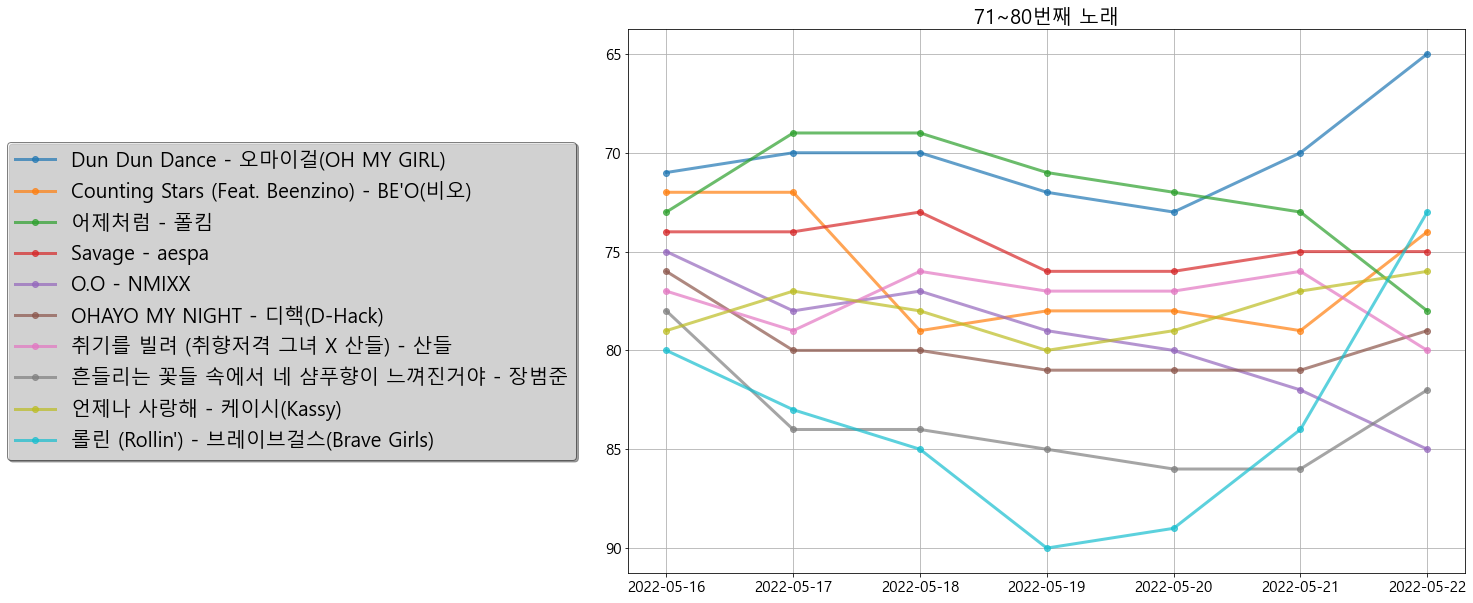 71~80번째 노래
Dun Dun Dance - 오마이걸(OH MY GIRL)
Counting Stars (Feat. Beenzino) - BE'O(비오)
어제처럼 - 폴킴
Savage - aespa
O.O - NMIXX
OHAYO MY NIGHT - 디핵(D-Hack)
취기를 빌려 (취향저격 그녀 X 산들) - 산들
흔들리는 꽃들 속에서 네 샴푸향이 느껴진거야 - 장범준
언제나 사랑해 - 케이시(Kassy)
롤린 (Rollin') - 브레이브걸스(Brave Girls)
65
70
75
80
85
90
2022-05-16 2022-05-17 2022-05-18 2022-05-19 2022-05-20 2022-05-21 2022-05-22